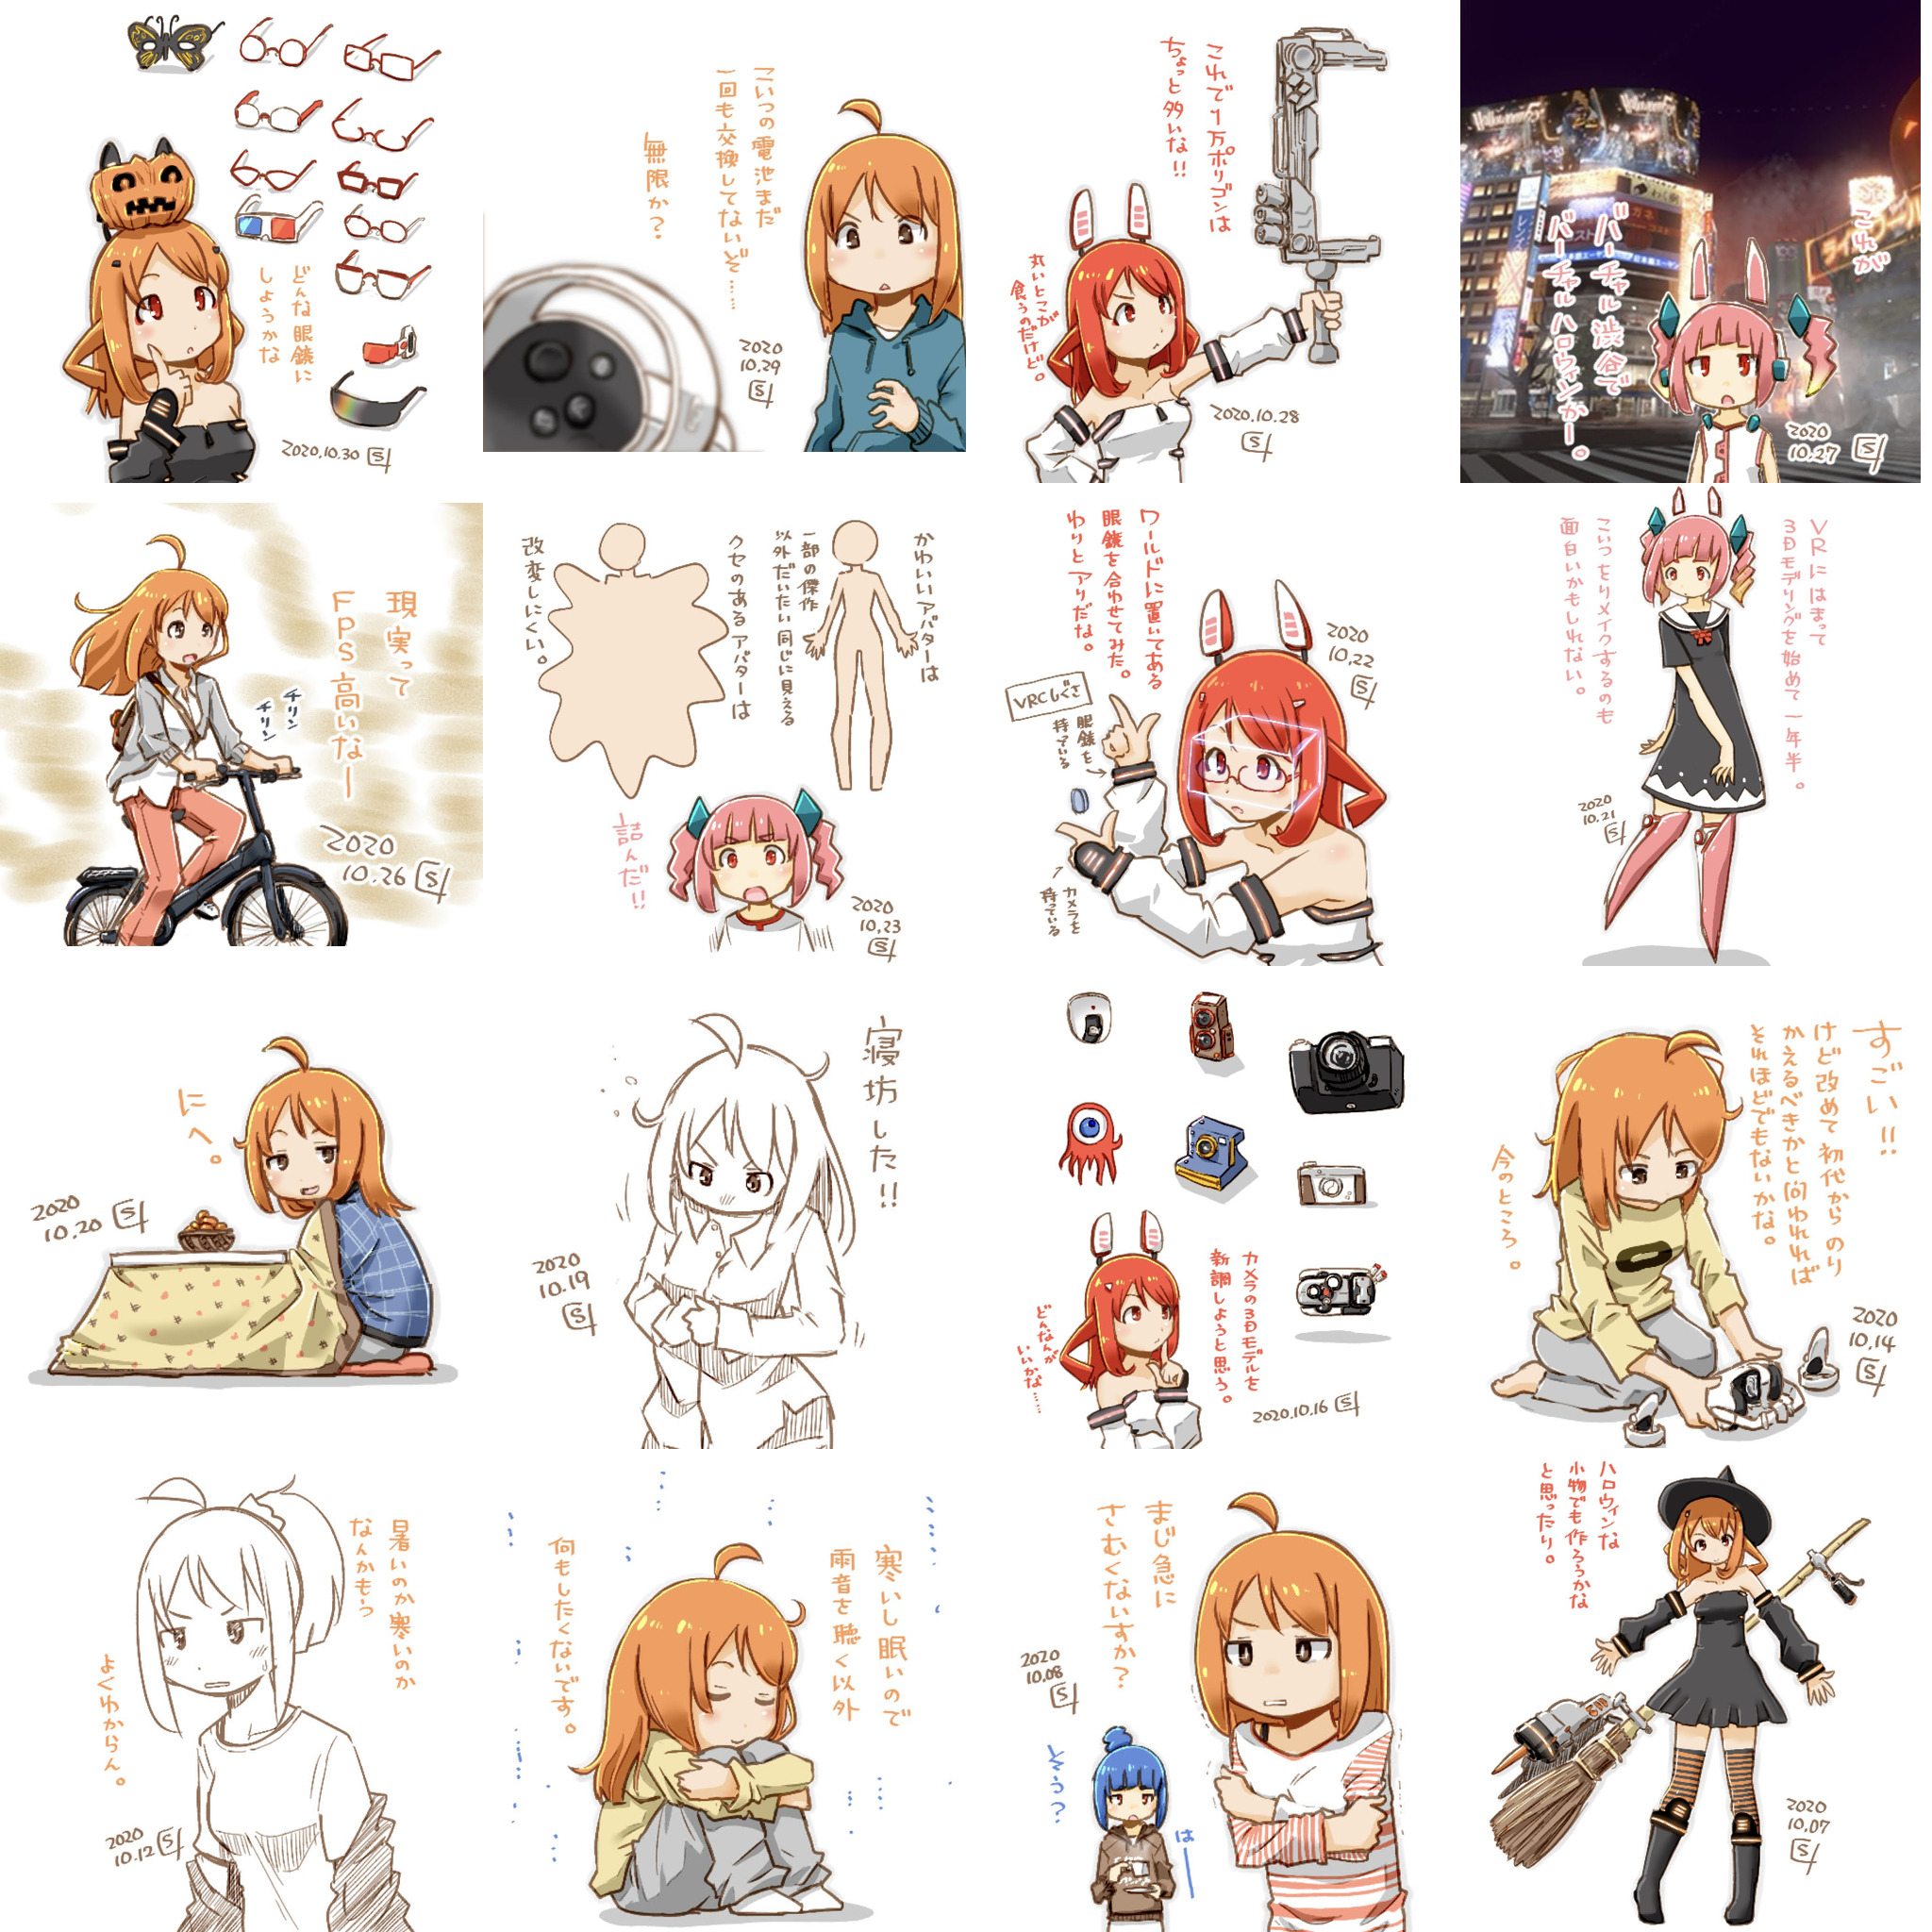 どんな眼鏡に
しようかな
2020.10.30
こいつの電池まだ
一回も交換してないぞ……
無限か？
2020
10.29
これで1万ポリゴンは
ちょっと多いな!!
丸いとこが
食うのだけど。
2020.10.28
これが
バーチャル渋谷で
バーチャルハロウィンかー。
2020
10.27
現実って
FPS高いなー
チリン
チリン
2020
10.26
かわいいアバターは
一部の傑作
以外だいたい同じに見える
クセのあるアバターは
改変しにくい。
詰んだ!!
2020
10.23
ワールドに置いてある
眼鏡を合わせてみた。
わりとアリだな。
VRCしぐさ
眼鏡を
持っている
カメラを
持っている
2020
10.22
VRにはまって
3Dモデリングを始めて一年半。
こいつをリメイクするのも
面白いかもしれない。
2020
10.21
にへ。
2020
10.20
寝坊した!!
2020
10.19
カメラの3Dモデルを
新調しようと思う。
どんなんが
いいかな……
2020.10.16
すごい!!
けど改めて初代からのり
かえるべきかと問われれば
それほどでもないかな。
今のところ。
2020
10.14
暑いのか寒いのか
なんかもう
よくわからん。
2020
10.12
寒いし眠いので
雨音を聴く以外
何もしたくないです。
まじ急に
さむくないすか？
2020
10.08
そう？
はー
ハロウィンな
小物でも作ろうかな
と思ったり。
2020
10.07